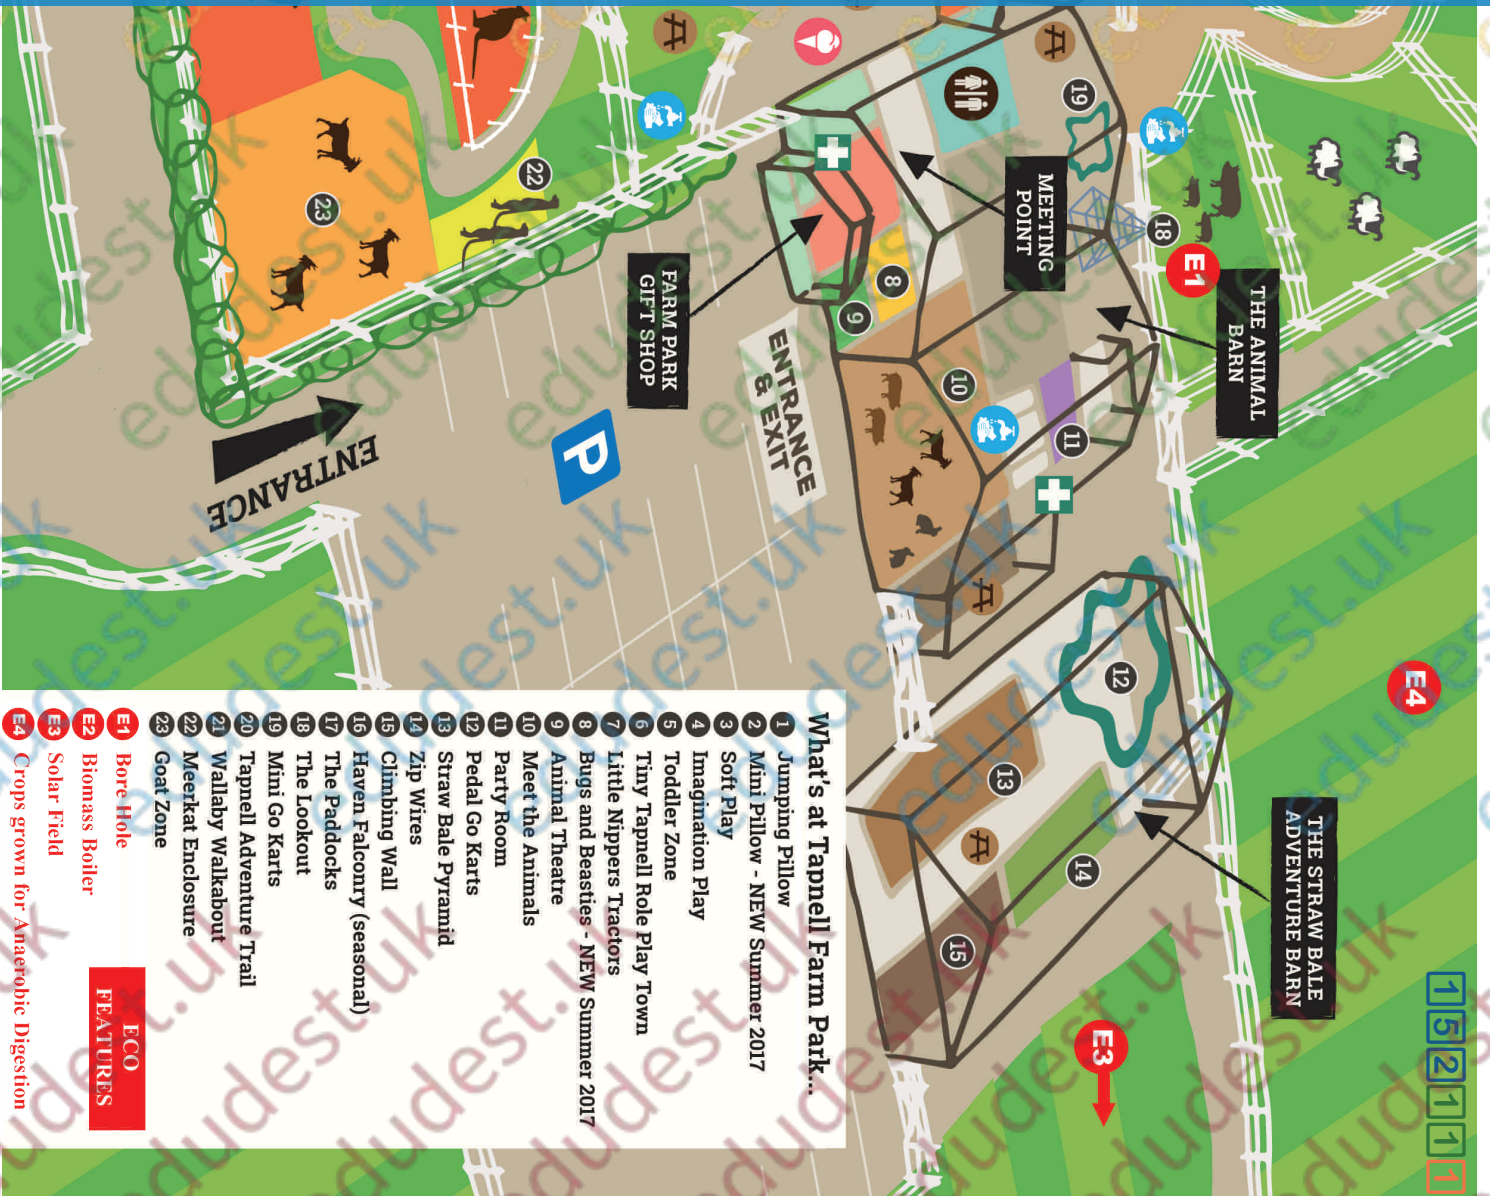 MEETING
POINT
THE ANIMAL
BARN
FARM PARK
GIFT SHOP
ENTRANCE
& EXIT
ENTRANCE
P
THE STRAW BALE
ADVENTURE BARN
E1
E4
E3
8
9
10
11
12
13
14
15
18
19
22
23
152111
What's at Tapnell Farm Park...
1 Jumping Pillow
2 Mini Pillow - NEW Summer 2017
3 Soft Play
4 Imagination Play
5 Toddler Zone
6 Tiny Tapnell Role Play Town
7 Little Nippers Tractors
8 Bugs and Beasties - NEW Summer 2017
9 Animal Theatre
10 Meet the Animals
11 Party Room
12 Pedal Go Karts
13 Straw Bale Pyramid
14 Zip Wires
15 Climbing Wall
16 Haven Falconry (seasonal)
17 The Paddocks
18 The Lookout
19 Mini Go Karts
20 Tapnell Adventure Trail
21 Wallaby Walkabout
22 Meerkat Enclosure
23 Goat Zone
ECO
FEATURES
E1 Bore Hole
E2 Biomass Boiler
E3 Solar Field
E4 Crops grown for Anaerobic Digestion
edudest.uk